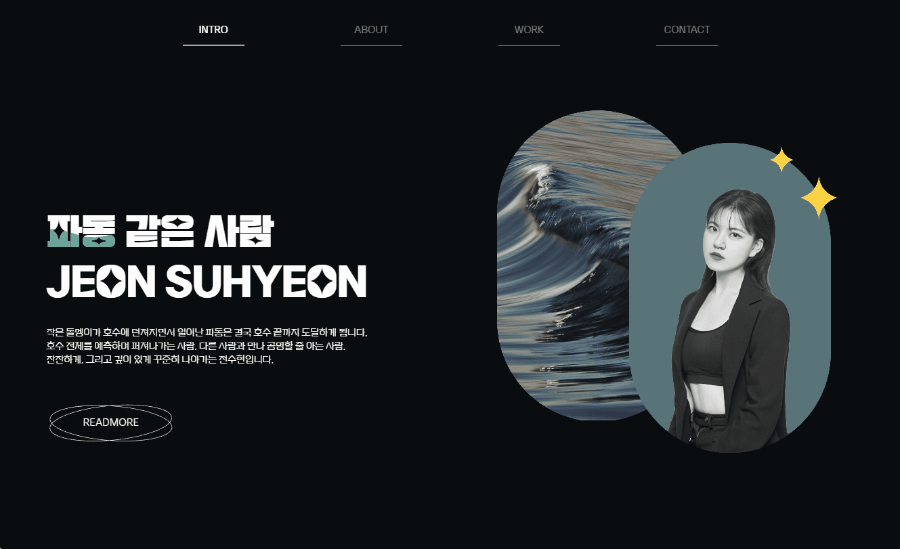 INTRO
ABOUT
WORK
CONTACT
파동 같은 사람
JEON SUHYEON
작은 돌멩이가 호수에 던져지면서 일어난 파동은 결국 호수 끝까지 도달하게 됩니다.
호수 전체를 예측하며 퍼져나가는 사람, 다른 사람과 만나 공명할 줄 아는 사람.
잔잔하게, 그리고 깊이 있게 꾸준히 나아가는 전수현입니다.
READMORE